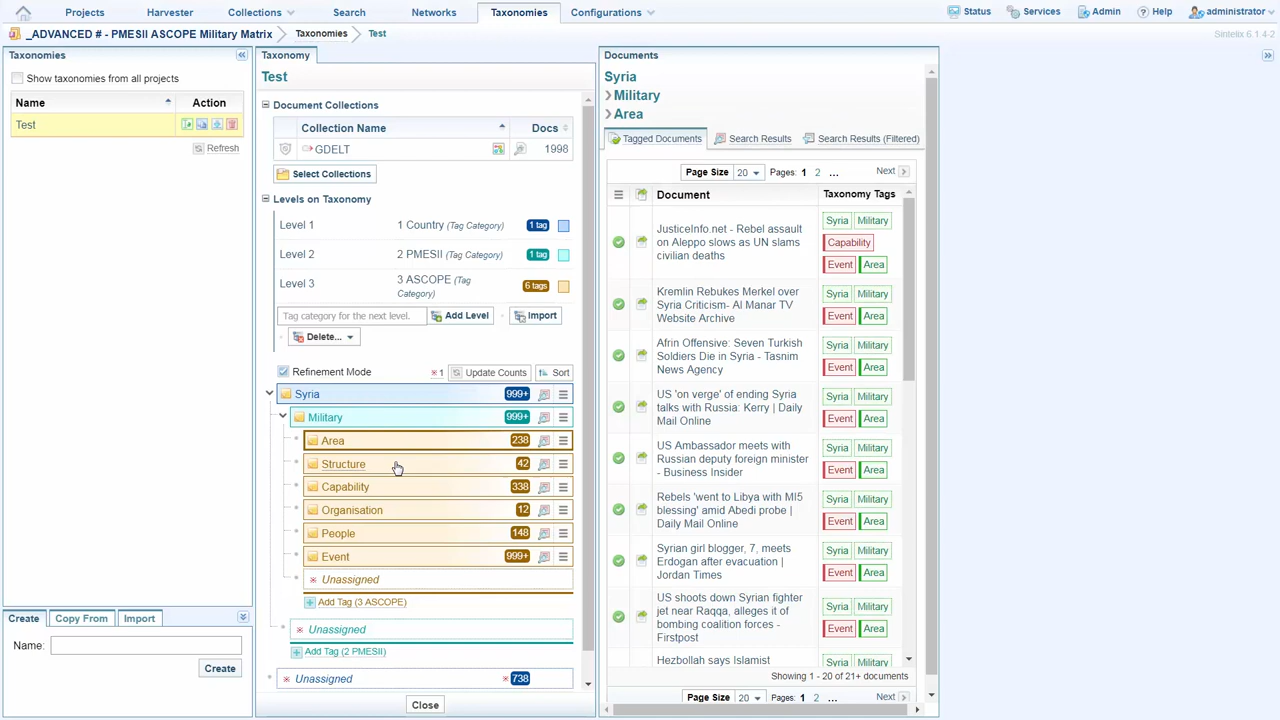 Projects Harvester Collections Search Networks Taxonomies Configurations Status Services Admin Help administrator
_ADVANCED # - PMESII ASCOPE Military Matrix Taxonomies Test Sintelix 6.1.4-2
Taxonomies
Show taxonomies from all projects
Name Action
Test
Refresh
Create Copy From Import
Name:
Create
Taxonomy
Test
Document Collections
Collection Name Docs
GDELT 1998
Select Collections
Levels on Taxonomy
Level 1 1 Country (Tag Category) 1 tag
Level 2 2 PMESII (Tag Category) 1 tag
Level 3 3 ASCOPE (Tag
Category) 6 tags
Tag category for the next level. Add Level Import
Delete...
Refinement Mode 1 Update Counts Sort
Syria 999+
Military 999+
Area 238
Structure 42
Capability 338
Organisation 12
People 148
Event 999+
Unassigned
Add Tag (3 ASCOPE)
Unassigned
Add Tag (2 PMESII)
Unassigned 738
Close
Documents
Syria
Military
Area
Tagged Documents Search Results Search Results (Filtered)
Page Size 20 Pages: 1 2 ... Next
Document Taxonomy Tags
JusticeInfo.net - Rebel assault
on Aleppo slows as UN slams
civilian deaths
Syria Military
Capability
Event Area
Kremlin Rebukes Merkel over
Syria Criticism- Al Manar TV
Website Archive
Syria Military
Event Area
Afrin Offensive: Seven Turkish
Soldiers Die in Syria - Tasnim
News Agency
Syria Military
Event Area
US 'on verge' of ending Syria
talks with Russia: Kerry | Daily
Mail Online
Syria Military
Event Area
US Ambassador meets with
Russian deputy foreign minister
- Business Insider
Syria Military
Event Area
Rebels 'went to Libya with MI5
blessing' amid Abedi probe |
Daily Mail Online
Syria Military
Event Area
Syrian girl blogger, 7, meets
Erdogan after evacuation |
Jordan Times
Syria Military
Event Area
US shoots down Syrian fighter
jet near Raqqa, alleges it of
bombing coalition forces -
Firstpost
Syria Military
Event Area
Hezbollah says Islamist
Syria Military
Showing 1 - 20 of 21+ documents
Page Size 20 Pages: 1 2 ... Next